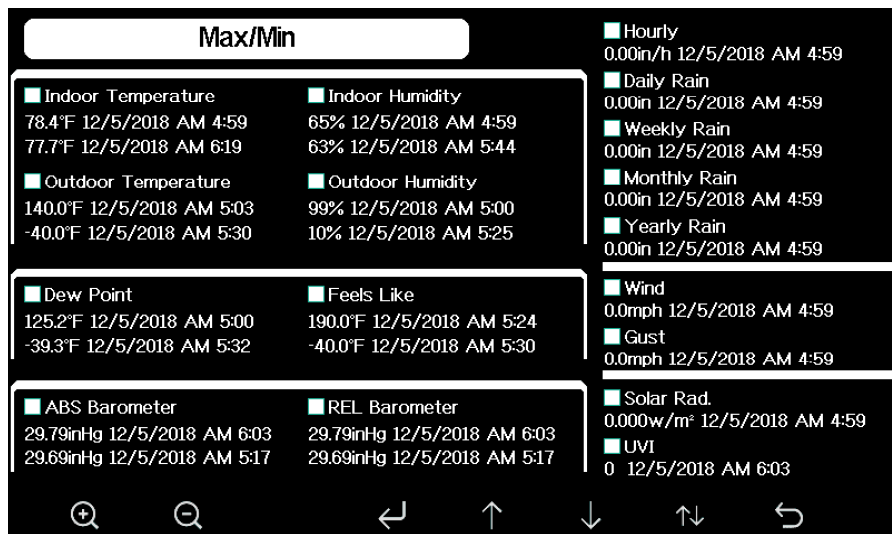 Max/Min
Indoor Temperature
78.4°F 12/5/2018 AM 4:59
77.7°F 12/5/2018 AM 6:19
Indoor Humidity
65% 12/5/2018 AM 4:59
63% 12/5/2018 AM 5:44
Outdoor Temperature
140.0°F 12/5/2018 AM 5:03
-40.0°F 12/5/2018 AM 5:30
Outdoor Humidity
99% 12/5/2018 AM 5:00
10% 12/5/2018 AM 5:25
Dew Point
125.2°F 12/5/2018 AM 5:00
-39.3°F 12/5/2018 AM 5:32
Feels Like
190.0°F 12/5/2018 AM 5:24
-40.0°F 12/5/2018 AM 5:30
ABS Barometer
29.79inHg 12/5/2018 AM 6:03
29.69inHg 12/5/2018 AM 5:17
REL Barometer
29.79inHg 12/5/2018 AM 6:03
29.69inHg 12/5/2018 AM 5:17
Hourly
0.00in/h 12/5/2018 AM 4:59
Daily Rain
0.00in 12/5/2018 AM 4:59
Weekly Rain
0.00in 12/5/2018 AM 4:59
Monthly Rain
0.00in 12/5/2018 AM 4:59
Yearly Rain
0.00in 12/5/2018 AM 4:59
Wind
0.0mph 12/5/2018 AM 4:59
Gust
0.0mph 12/5/2018 AM 4:59
Solar Rad.
0.000w/m² 12/5/2018 AM 4:59
UVI
0 12/5/2018 AM 6:03